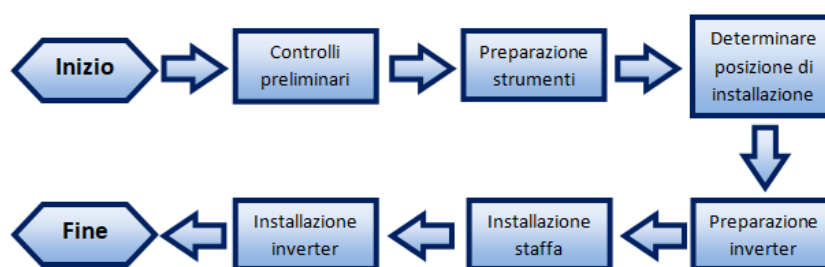 Inizio
Controlli
preliminari
Preparazione
strumenti
Determinare
posizione di
installazione
Preparazione
inverter
Installazione
staffa
Installazione
inverter
Fine